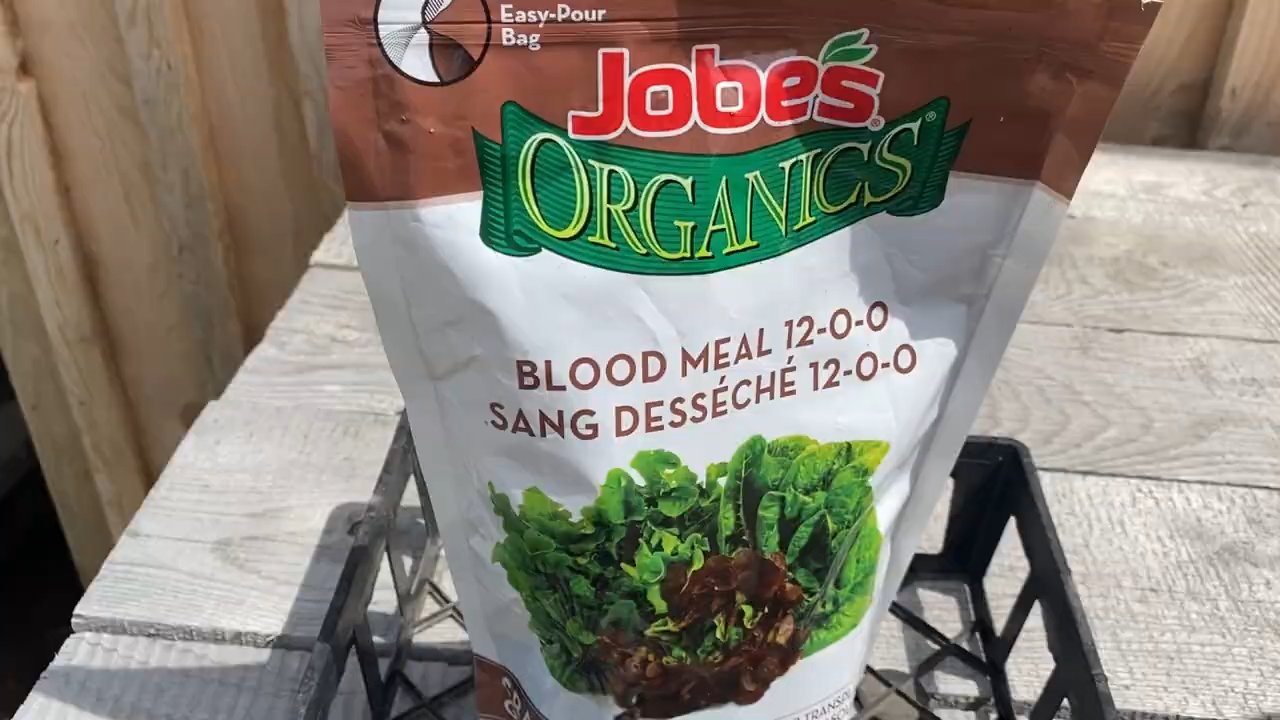 Easy-Pour
Bag
Jobe's®
ORGANICS®
BLOOD MEAL 12-0-0
SANG DESSÉCHÉ 12-0-0